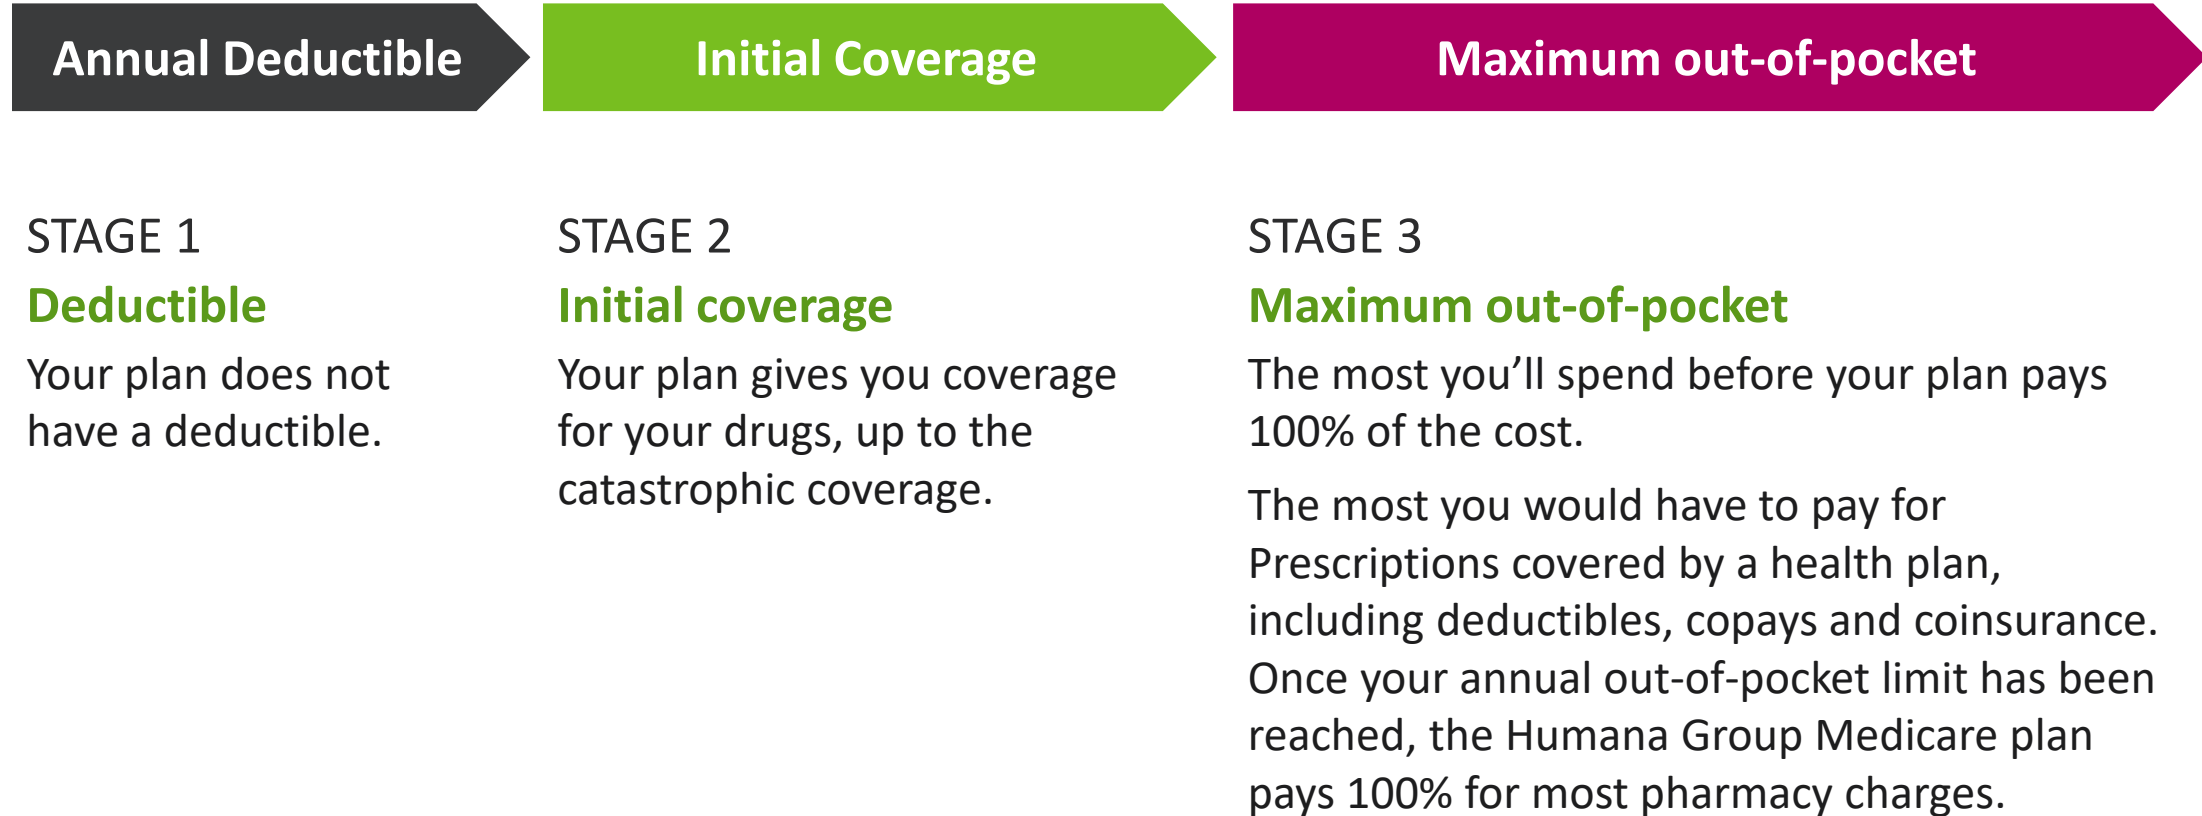 Annual Deductible
Initial Coverage
Maximum out-of-pocket
STAGE 1
Deductible
Your plan does not
have a deductible.
STAGE 2
Initial coverage
Your plan gives you coverage
for your drugs, up to the
catastrophic coverage.
STAGE 3
Maximum out-of-pocket
The most you’ll spend before your plan pays
100% of the cost.
The most you would have to pay for
Prescriptions covered by a health plan,
including deductibles, copays and coinsurance.
Once your annual out-of-pocket limit has been
reached, the Humana Group Medicare plan
pays 100% for most pharmacy charges.